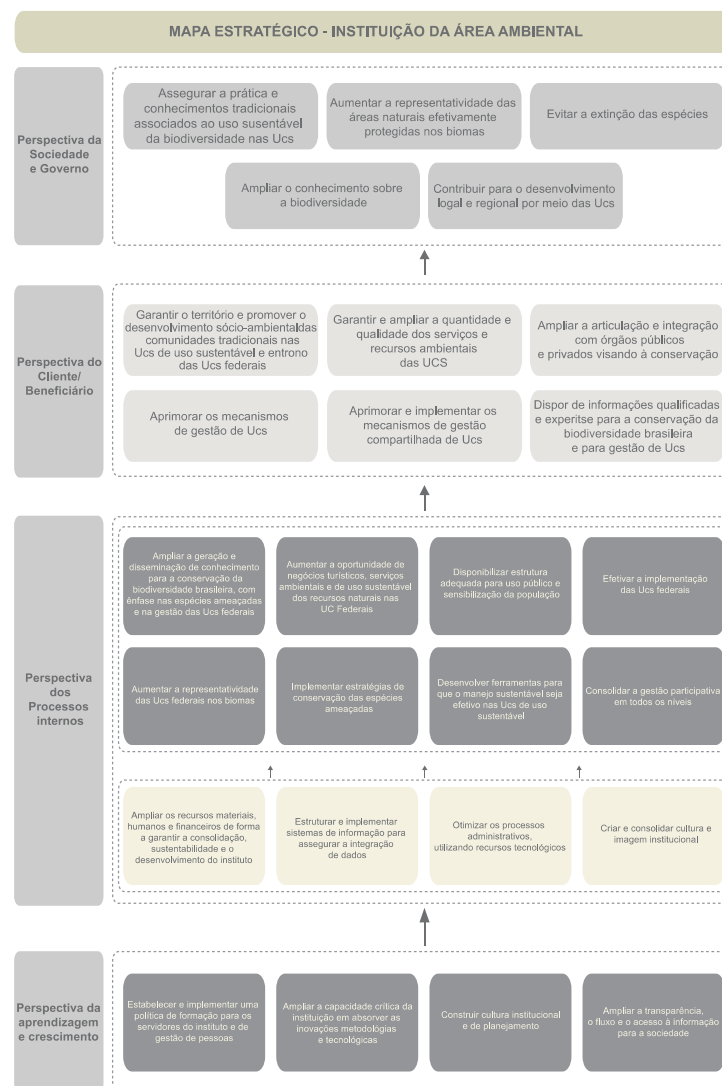 MAPA ESTRATÉGICO - INSTITUIÇÃO DA ÁREA AMBIENTAL
Perspectiva da
Sociedade
e Governo
Assegurar a prática e
conhecimentos tradicionais
associados ao uso susentável
da biodiversidade nas Ucs
Aumentar a representatividade das
áreas naturais efetivamente
protegidas nos biomas
Evitar a extinção das espécies
Ampliar o conhecimento sobre
a biodiversidade
Contribuir para o desenvolvimento
local e regional por meio das Ucs
Perspectiva do
Cliente/
Beneficiário
Garantir o território e promover o
desenvolvimento sócio-ambientaldas
comunidades tradicionais nas
Ucs de uso sustentável e entrono
das Ucs federais
Garantir e ampliar a quantidade e
qualidade dos serviços e
recursos ambientais
das UCS
Ampliar a articulação e integração
com órgãos públicos
e privados visando à conservação
Aprimorar os mecanismos
de gestão de Ucs
Aprimorar e implementar os
mecanismos de gestão
compartilhada de Ucs
Dispor de informações qualificadas
e experitse para a conservação da
biodiversidade brasileira
e para gestão de Ucs
Perspectiva
dos
Processos
internos
Ampliar a geração e
disseminação de conhecimento
para a conservação da
biodiversidade brasileira, com
ênfase nas espécies ameaçadas
e na gestão das Ucs federais
Aumentar a oportunidade de
negócios turísticos, serviços
ambientais e de uso sustentável
dos recursos naturais nas
UC Federais
Disponibilizar estrutura
adequada para uso público e
sensibilização da população
Efetivar a implementação
das Ucs federais
Aumentar a representatividade
das Ucs federais nos biomas
Implementar estratégias de
conservação das espécies
ameaçadas
Desenvolver ferramentas para
que o manejo sustentável seja
efetivo nas Ucs de uso
sustentável
Consolidar a gestão participativa
em todos os níveis
Ampliar os recursos materiais,
humanos e financeiros de forma
a garantir a consolidação,
sustentabilidade e o
desenvolvimento do instituto
Estruturar e implementar
sistemas de informação para
assegurar a integração
de dados
Otimizar os processos
administrativos,
utilizando recursos tecnológicos
Criar e consolidar cultura e
imagem institucional
Perspectiva da
aprendizagem
e crescimento
Estabelecer e implementar uma
política de formação para os
servidores do instituto e de
gestão de pessoas
Ampliar a capacidade crítica da
instituição em absorver as
inovações metodológicas
e tecnológicas
Construir cultura institucional
e de planejamento
Ampliar a transparência,
o fluxo e o acesso à informação
para a sociedade